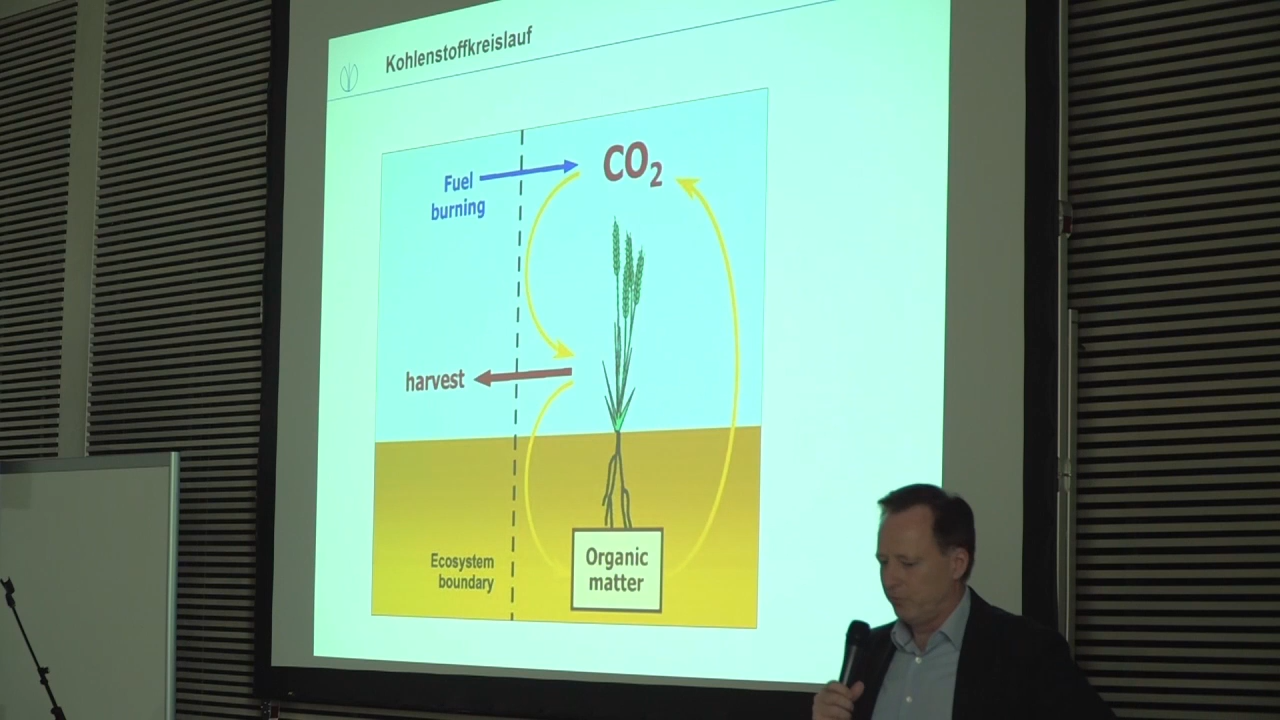 Kohlenstoffkreislauf
CO₂
Fuel
burning
harvest
Ecosystem
boundary
Organic
matter